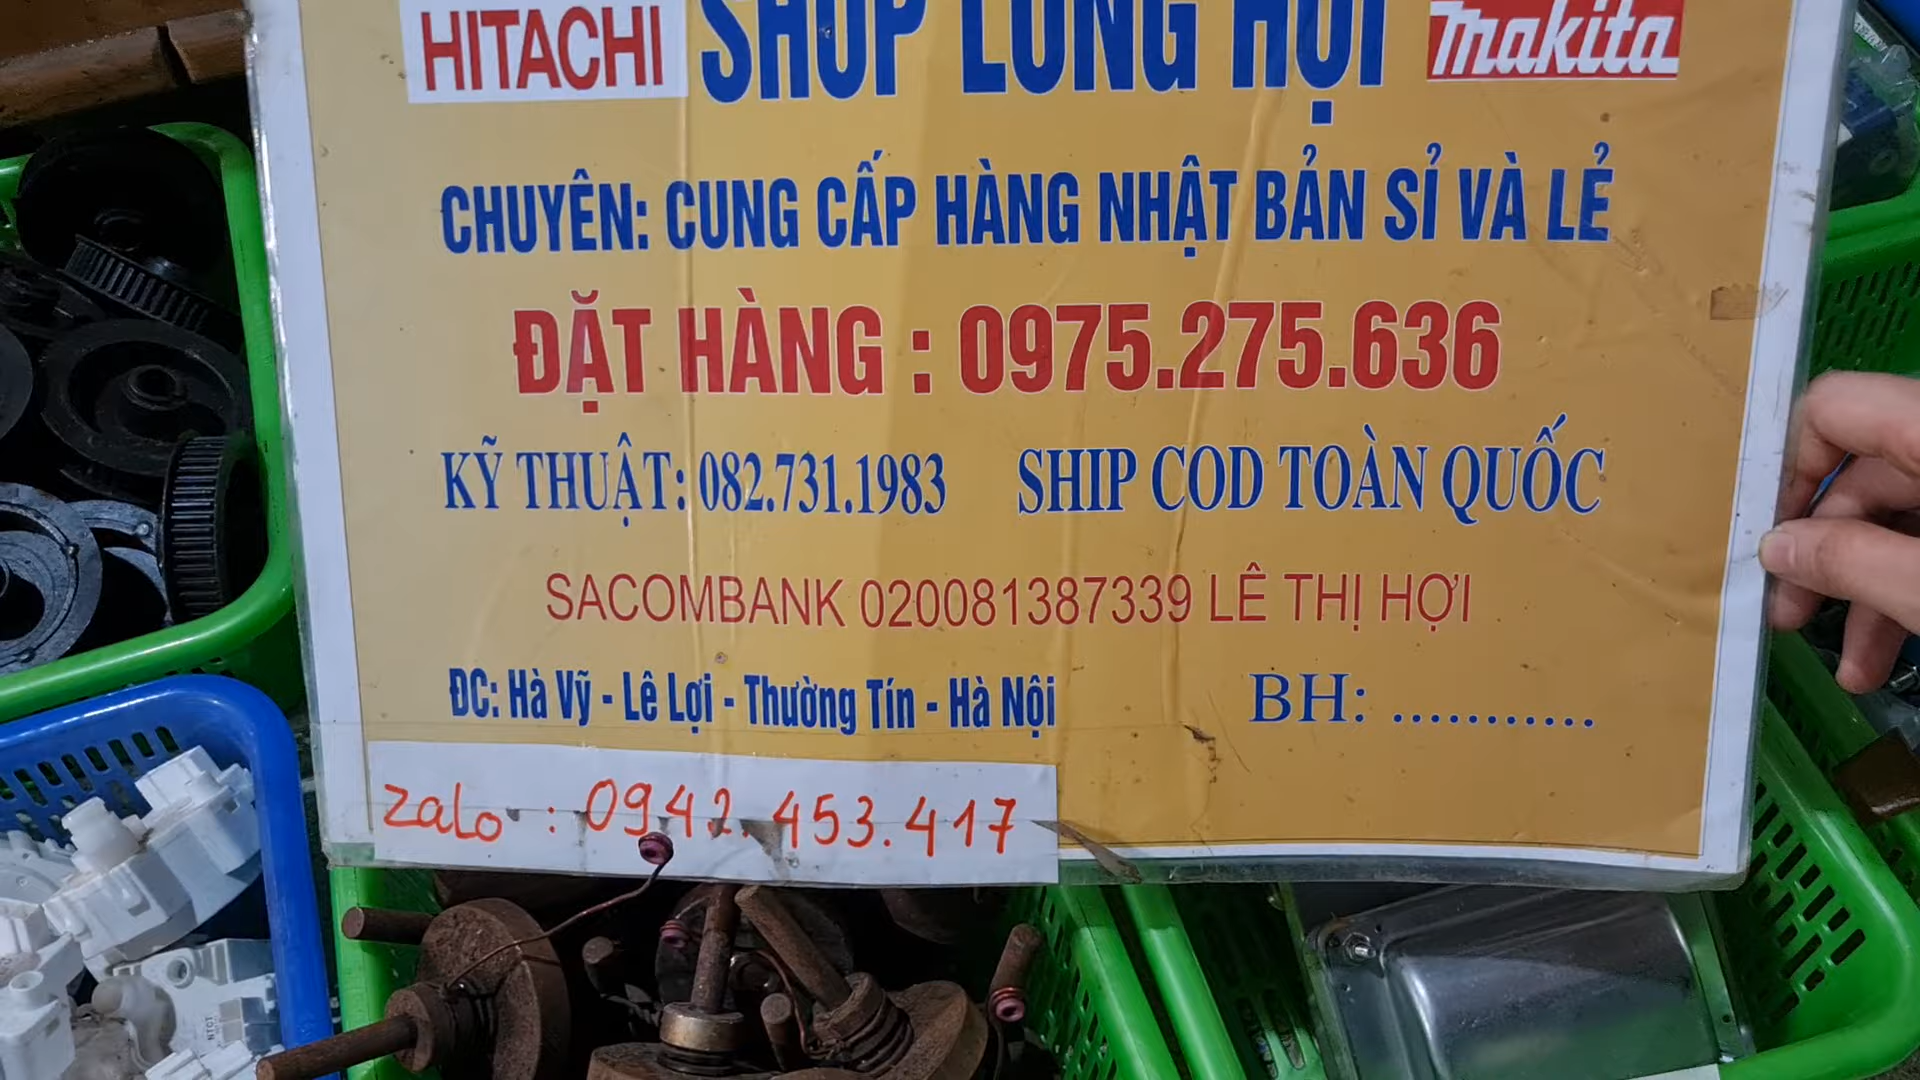 HITACHI SHOP LONG HỢI makita
CHUYÊN: CUNG CẤP HÀNG NHẬT BẢN SỈ VÀ LẺ
ĐẶT HÀNG : 0975.275.636
KỸ THUẬT: 082.731.1983 SHIP COD TOÀN QUỐC
SACOMBANK 020081387339 LÊ THỊ HỢI
ĐC: Hà Vỹ - Lê Lợi - Thường Tín - Hà Nội BH: ...........
zalo : 0942.453.417